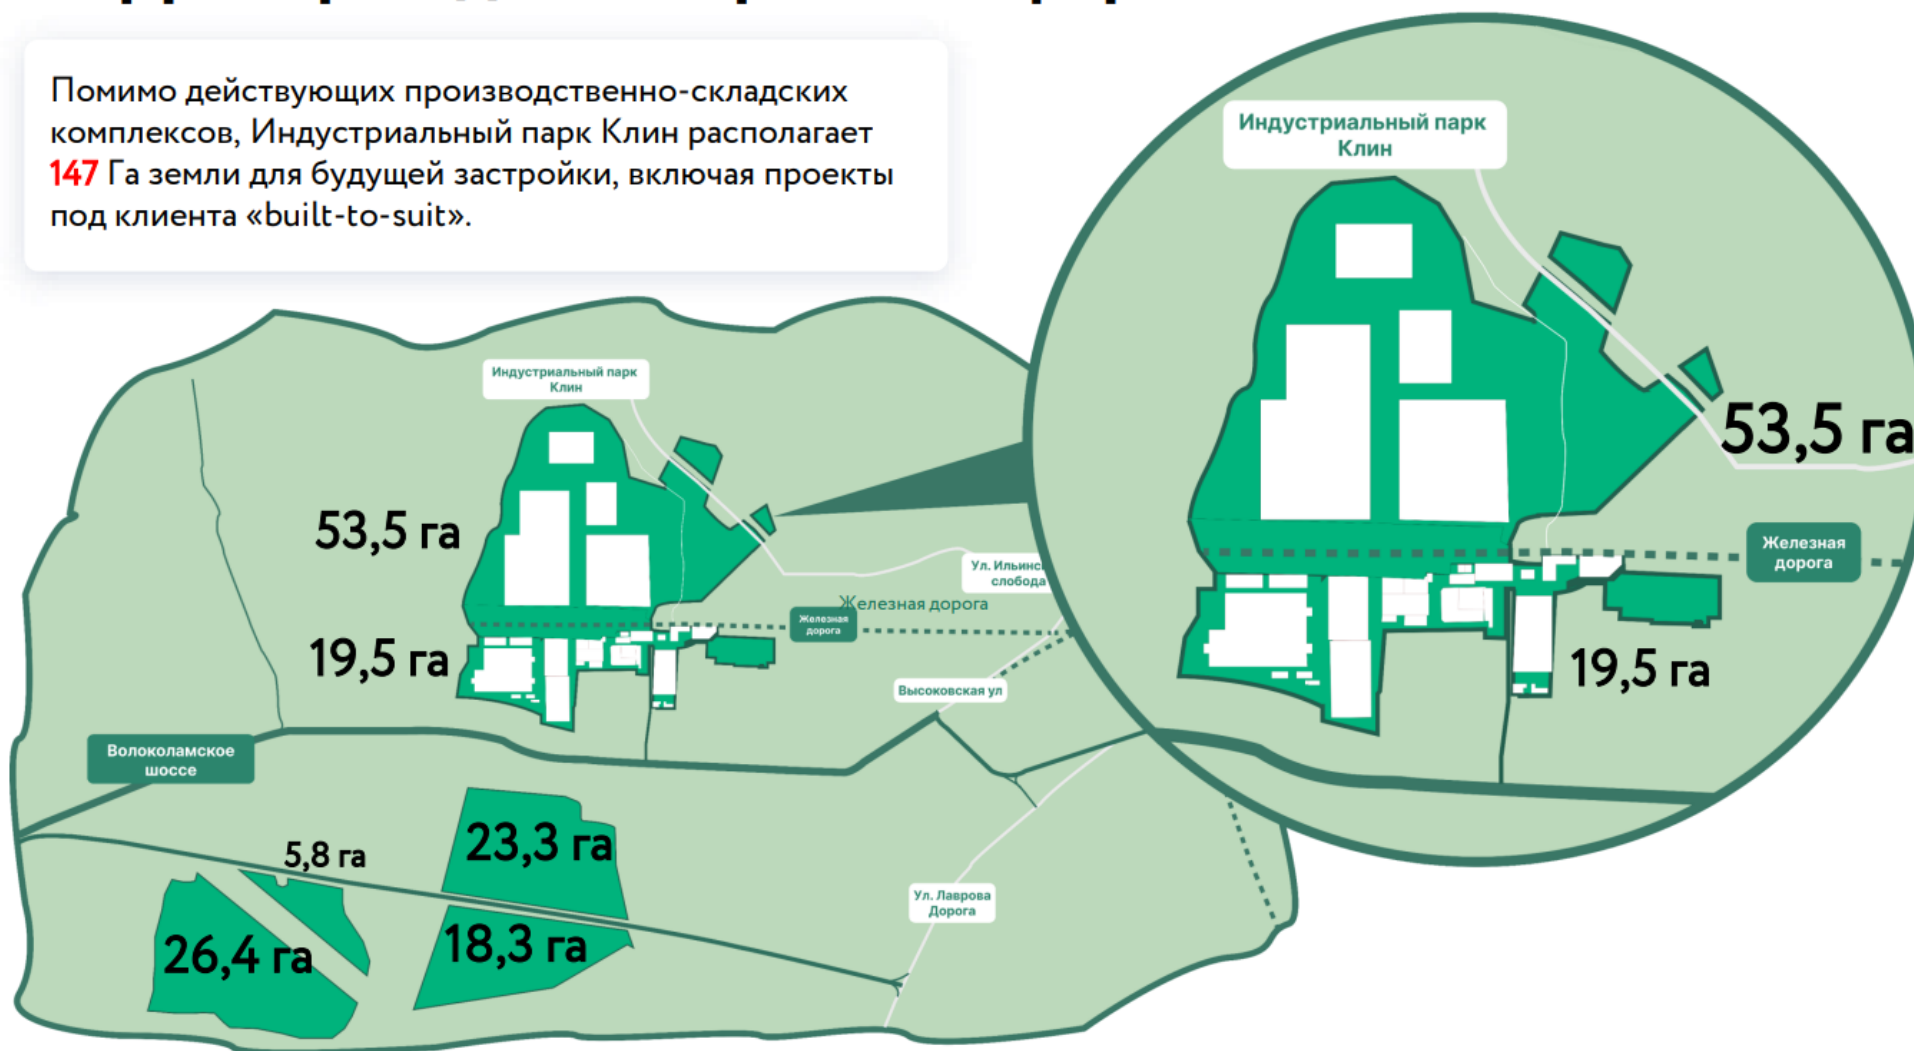 Помимо действующих производственно-складских
комплексов, Индустриальный парк Клин располагает
147 Га земли для будущей застройки, включая проекты
под клиента «built-to-suit».
Индустриальный парк
Клин
53,5 га
Железная
дорога
19,5 га
Индустриальный парк
Клин
53,5 га
19,5 га
Ул. Ильинс
слобода
Железная дорога
Железная
дорога
Высоковская ул
Волоколамское
шоссе
5,8 га
23,3 га
26,4 га
18,3 га
Ул. Лаврова
Дорога